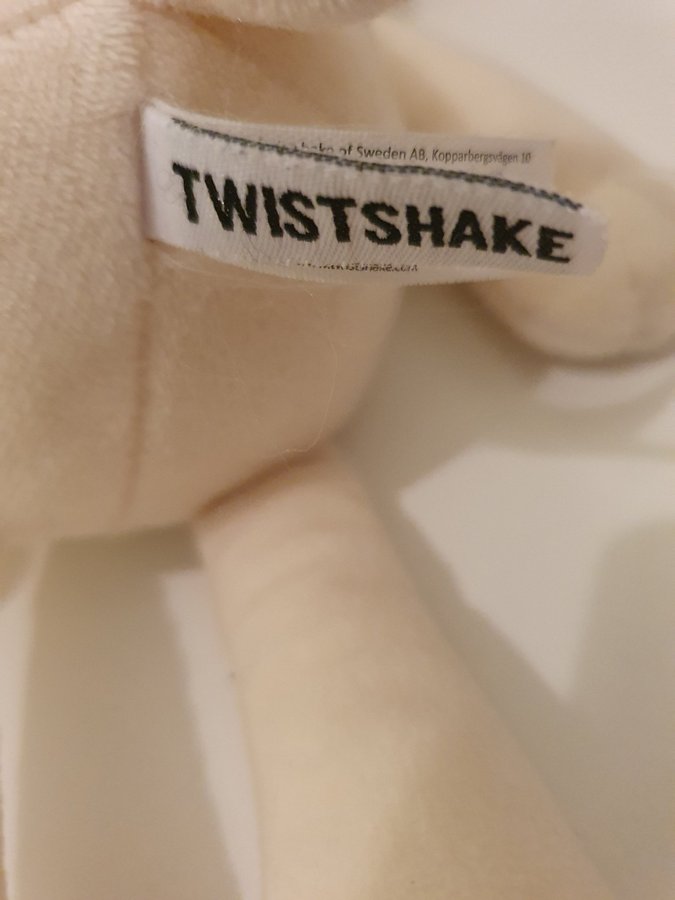 of Sweden AB, Kopparbergsvägen 10
TWISTSHAKE